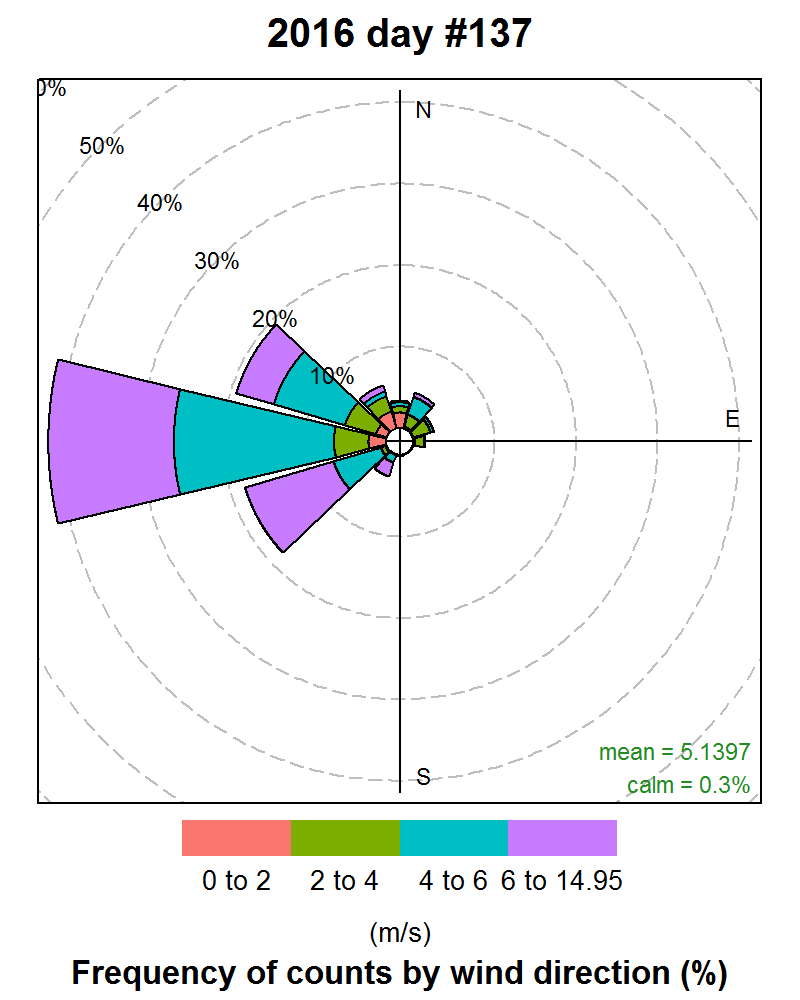 2016 day #137
0%
50%
40%
30%
20%
10%
N
E
S
mean = 5.1397
calm = 0.3%
0 to 2 2 to 4 4 to 6 6 to 14.95
(m/s)
Frequency of counts by wind direction (%)